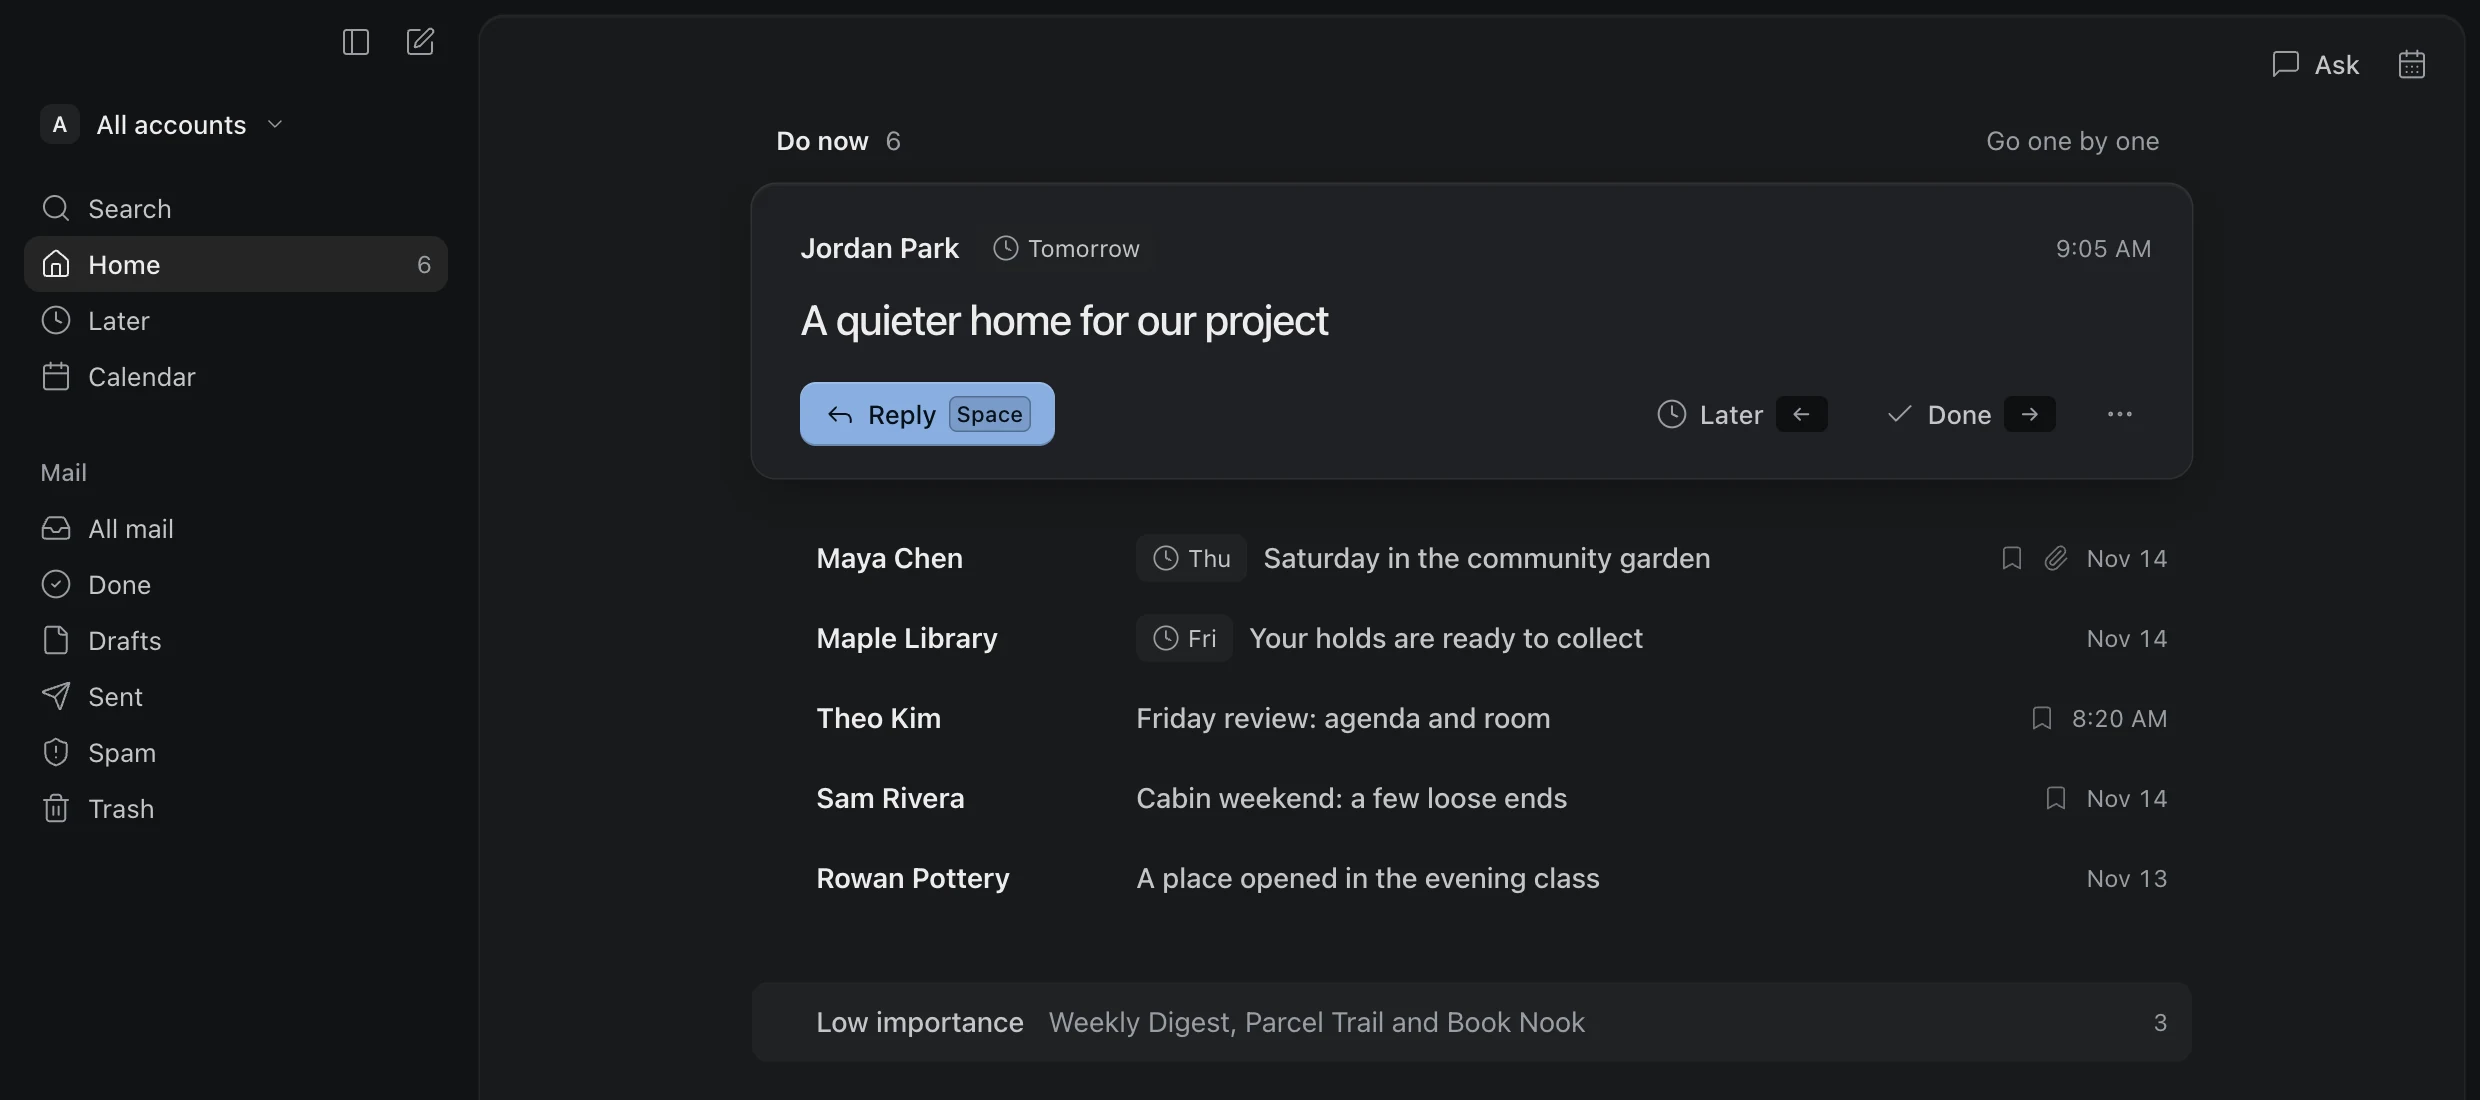 Ask
A All accounts
Search
Home 6
Later
Calendar
Mail
All mail
Done
Drafts
Sent
Spam
Trash
Do now 6 Go one by one
Jordan Park Tomorrow 9:05 AM
A quieter home for our project
Reply Space Later Done
Maya Chen Thu Saturday in the community garden Nov 14
Maple Library Fri Your holds are ready to collect Nov 14
Theo Kim Friday review: agenda and room 8:20 AM
Sam Rivera Cabin weekend: a few loose ends Nov 14
Rowan Pottery A place opened in the evening class Nov 13
Low importance Weekly Digest, Parcel Trail and Book Nook 3